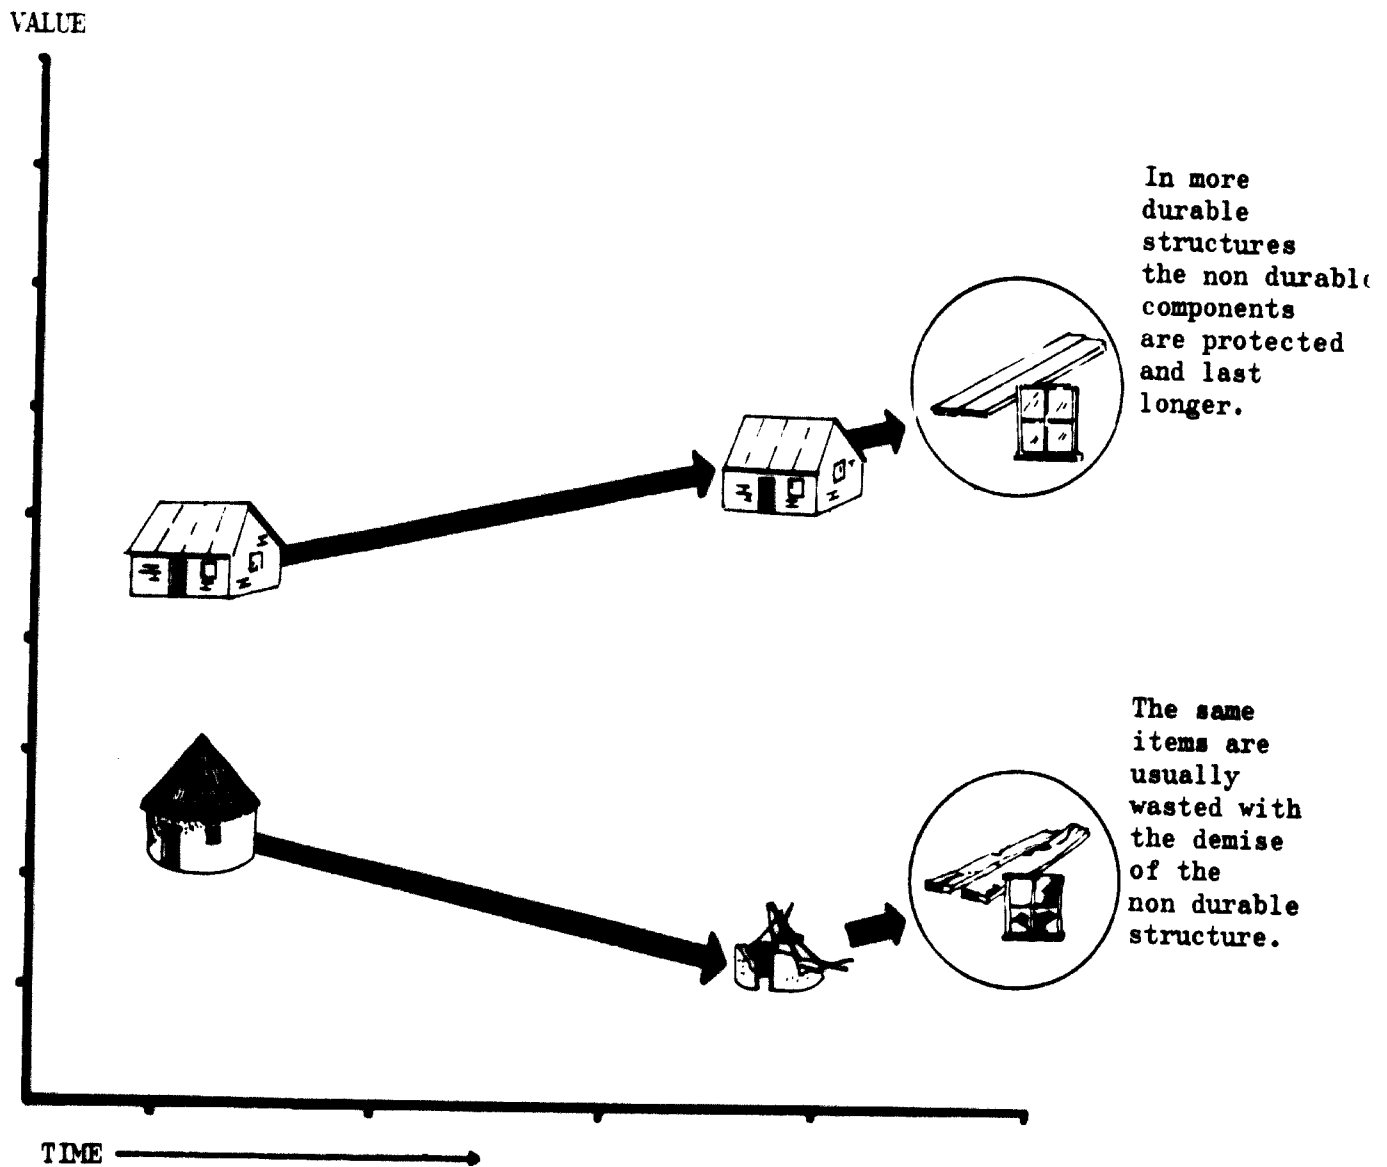 VALUE
In more
durable
structures
the non durable
components
are protected
and last
longer.
The same
items are
usually
wasted with
the demise
of the
non durable
structure.
TIME